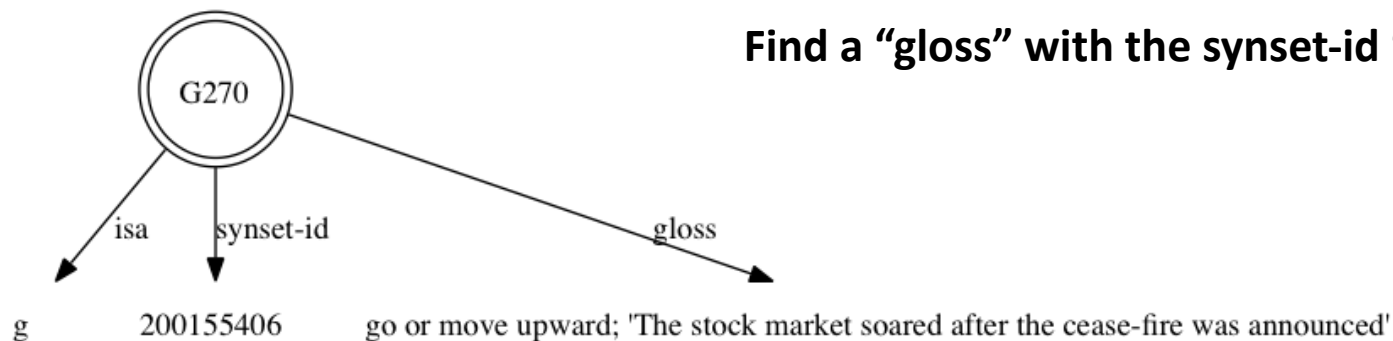 Find a “gloss” with the synset-id
G270
isa
synset-id
gloss
g
200155406
go or move upward; 'The stock market soared after the cease-fire was announced'